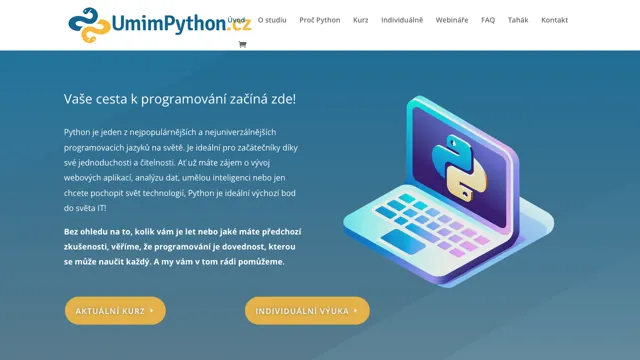 UmimPython.cz
Úvod O studiu Proč Python Kurz Individuálně Webináře FAQ Tahák Kontakt
Vaše cesta k programování začíná zde!
Python je jeden z nejpopulárnějších a nejuniverzálnějších
programovacích jazyků na světě. Je ideální pro začátečníky díky
své jednoduchosti a čitelnosti. Ať už máte zájem o vývoj
webových aplikací, analýzu dat, umělou inteligenci nebo jen
chcete pochopit svět technologií, Python je ideální výchozí bod
do světa IT!
Bez ohledu na to, kolik vám je let nebo jaké máte předchozí
zkušenosti, věříme, že programování je dovednost, kterou
se může naučit každý. A my vám v tom rádi pomůžeme.
AKTUÁLNÍ KURZ INDIVIDUÁLNÍ VYUKA